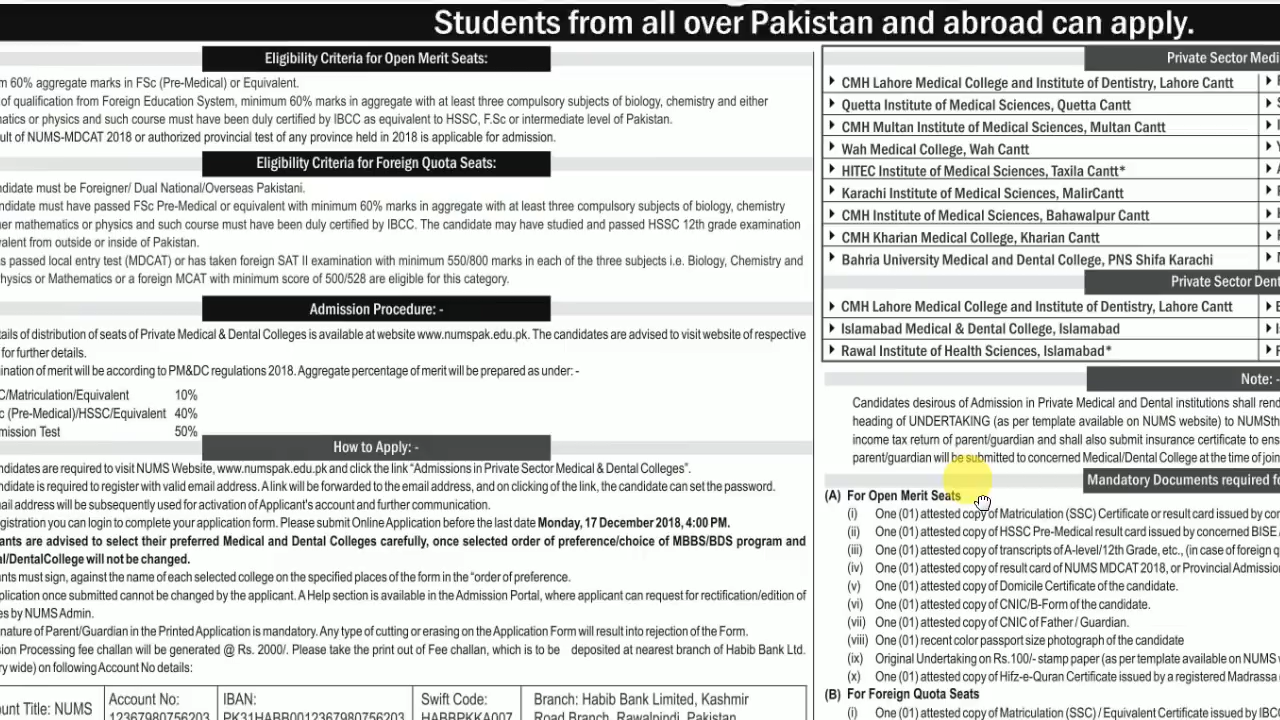 Students from all over Pakistan and abroad can apply.
Eligibility Criteria for Open Merit Seats:
60% aggregate marks in FSc (Pre-Medical) or Equivalent.
of qualification from Foreign Education System, minimum 60% marks in aggregate with at least three compulsory subjects of biology, chemistry and either
or physics and such course must have been duly certified by IBCC as equivalent to HSSC, F.Sc or intermediate level of Pakistan.
of NUMS-MDCAT 2018 or authorized provincial test of any province held in 2018 is applicable for admission.
Eligibility Criteria for Foreign Quota Seats:
must be Foreigner/ Dual National/Overseas Pakistani.
must have passed FSc Pre-Medical or equivalent with minimum 60% marks in aggregate with at least three compulsory subjects of biology, chemistry
mathematics or physics and such course must have been duly certified by IBCC. The candidate may have studied and passed HSSC 12th grade examination
from outside or inside of Pakistan.
passed local entry test (MDCAT) or has taken foreign SAT II examination with minimum 550/800 marks in each of the three subjects i.e. Biology, Chemistry and
or Mathematics or a foreign MCAT with minimum score of 500/528 are eligible for this category.
Admission Procedure: -
of distribution of seats of Private Medical & Dental Colleges is available at website www.numspak.edu.pk. The candidates are advised to visit website of respective
for further details.
of merit will be according to PM&DC regulations 2018. Aggregate percentage of merit will be prepared as under: -
C/Matriculation/Equivalent 10%
c (Pre-Medical)/HSSC/Equivalent 40%
mission Test 50%
How to Apply: -
are required to visit NUMS Website, www.numspak.edu.pk and click the link “Admissions in Private Sector Medical & Dental Colleges”.
is required to register with valid email address. A link will be forwarded to the email address, and on clicking of the link, the candidate can set the password.
address will be subsequently used for activation of Applicant's account and further communication.
you can login to complete your application form. Please submit Online Application before the last date Monday, 17 December 2018, 4:00 PM.
ants are advised to select their preferred Medical and Dental Colleges carefully, once selected order of preference/choice of MBBS/BDS program and
al/DentalCollege will not be changed.
must sign, against the name of each selected college on the specified places of the form in the “order of preference.
once submitted cannot be changed by the applicant. A Help section is available in the Admission Portal, where applicant can request for rectification/edition of
by NUMS Admin.
of Parent/Guardian in the Printed Application is mandatory. Any type of cutting or erasing on the Application Form will result into rejection of the Form.
Processing fee challan will be generated @ Rs. 2000/. Please take the print out of Fee challan, which is to be deposited at nearest branch of Habib Bank Ltd.
wide) on following Account No details:
unt Title: NUMS
Account No:
12367980756203
IBAN:
PK31HABB0012367980756203
Swift Code:
HABBPKKA007
Branch: Habib Bank Limited, Kashmir
Road Branch, Rawalpindi, Pakistan
Private Sector Medi
CMH Lahore Medical College and Institute of Dentistry, Lahore Cantt
Quetta Institute of Medical Sciences, Quetta Cantt
CMH Multan Institute of Medical Sciences, Multan Cantt
Wah Medical College, Wah Cantt
HITEC Institute of Medical Sciences, Taxila Cantt*
Karachi Institute of Medical Sciences, MalirCantt
CMH Institute of Medical Sciences, Bahawalpur Cantt
CMH Kharian Medical College, Kharian Cantt
Bahria University Medical and Dental College, PNS Shifa Karachi
Private Sector Dent
CMH Lahore Medical College and Institute of Dentistry, Lahore Cantt
Islamabad Medical & Dental College, Islamabad
Rawal Institute of Health Sciences, Islamabad*
Note: -
Candidates desirous of Admission in Private Medical and Dental institutions shall rend
heading of UNDERTAKING (as per template available on NUMS website) to NUMSth
income tax return of parent/guardian and shall also submit insurance certificate to ens
parent/guardian will be submitted to concerned Medical/Dental College at the time of join
Mandatory Documents required fo
(A) For Open Merit Seats
(i) One (01) attested copy of Matriculation (SSC) Certificate or result card issued by con
(ii) One (01) attested copy of HSSC Pre-Medical result card issued by concerned BISE /
(iii) One (01) attested copy of transcripts of A-level/12th Grade, etc., (in case of foreign q
(iv) One (01) attested copy of result card of NUMS MDCAT 2018, or Provincial Admissio
(v) One (01) attested copy of Domicile Certificate of the candidate.
(vi) One (01) attested copy of CNIC/B-Form of the candidate.
(vii) One (01) attested copy of CNIC of Father / Guardian.
(viii) One (01) recent color passport size photograph of the candidate
(ix) Original Undertaking on Rs.100/- stamp paper (as per template available on NUMS w
(x) One (01) attested copy of Hifz-e-Quran Certificate issued by a registered Madrassa
(B) For Foreign Quota Seats
(i) One (01) attested copy of Matriculation (SSC) / Equivalent Certificate issued by IBCC